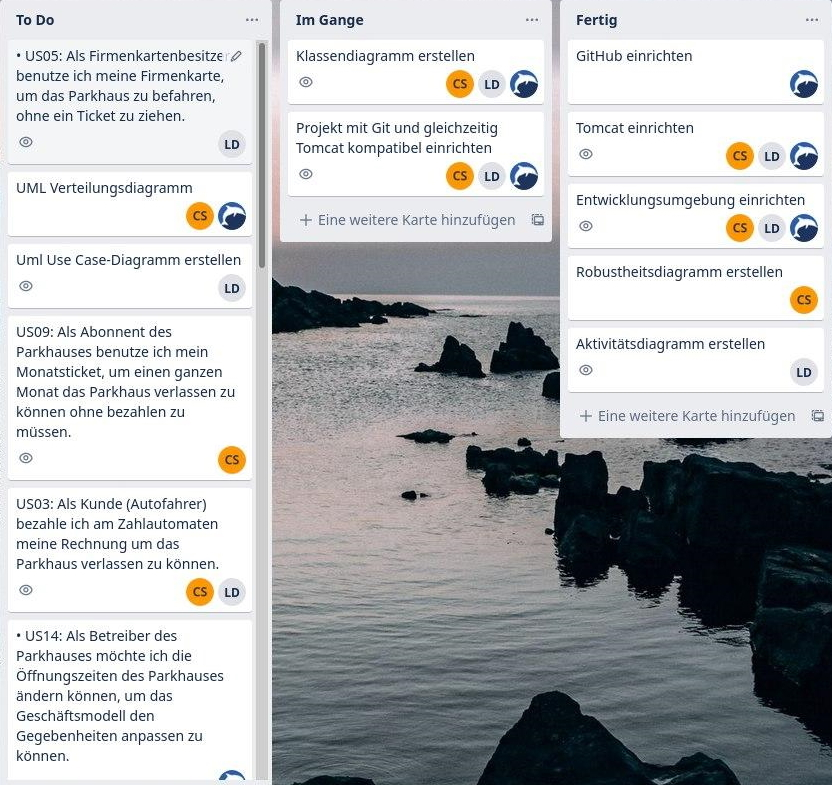 To Do
• US05: Als Firmenkartenbesitze
benutze ich meine Firmenkarte,
um das Parkhaus zu befahren,
ohne ein Ticket zu ziehen.
LD
UML Verteilungsdiagramm
CS
Uml Use Case-Diagramm erstellen
LD
US09: Als Abonnent des
Parkhauses benutze ich mein
Monatsticket, um einen ganzen
Monat das Parkhaus verlassen zu
können ohne bezahlen zu
müssen.
CS
US03: Als Kunde (Autofahrer)
bezahle ich am Zahlautomaten
meine Rechnung um das
Parkhaus verlassen zu können.
CS LD
• US14: Als Betreiber des
Parkhauses möchte ich die
Öffnungszeiten des Parkhauses
ändern können, um das
Geschäftsmodell den
Gegebenheiten anpassen zu
können.
Im Gange
Klassendiagramm erstellen
CS LD
Projekt mit Git und gleichzeitig
Tomcat kompatibel einrichten
CS LD
+ Eine weitere Karte hinzufügen
Fertig
GitHub einrichten
Tomcat einrichten
CS LD
Entwicklungsumgebung einrichten
CS LD
Robustheitsdiagramm erstellen
CS
Aktivitätsdiagramm erstellen
LD
+ Eine weitere Karte hinzufügen